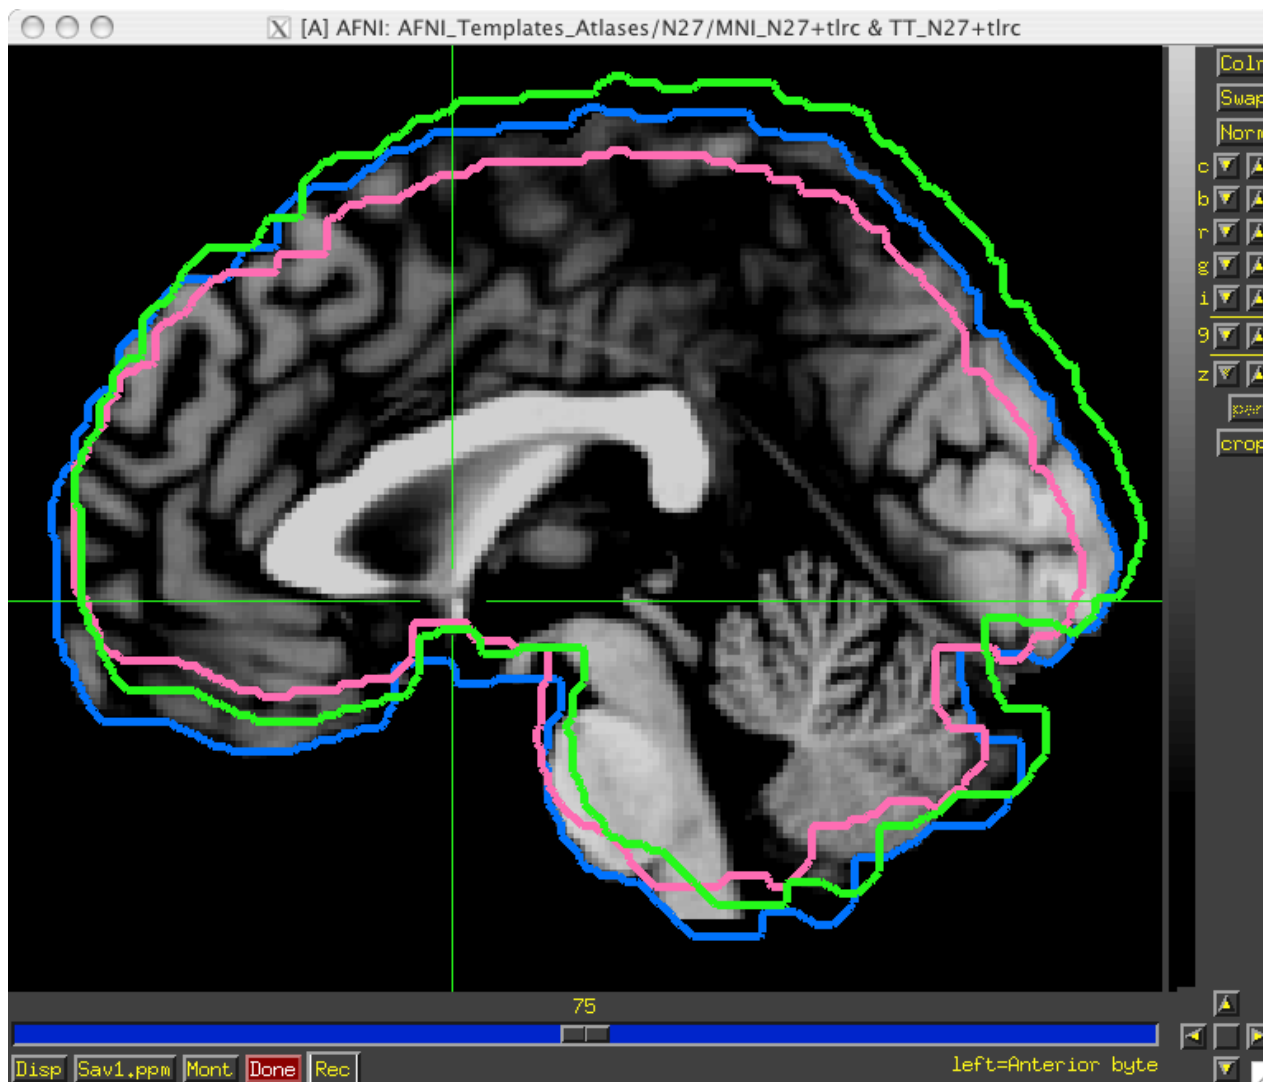 [A] AFNI: AFNI_Templates_Atlases/N27/MNI_N27+tlrc & TT_N27+tlrc
Colr
Swap
Norm
c
b
r
g
i
9
z
crop
75
left=Anterior byte
Disp Sav1.ppm Mont Done Rec